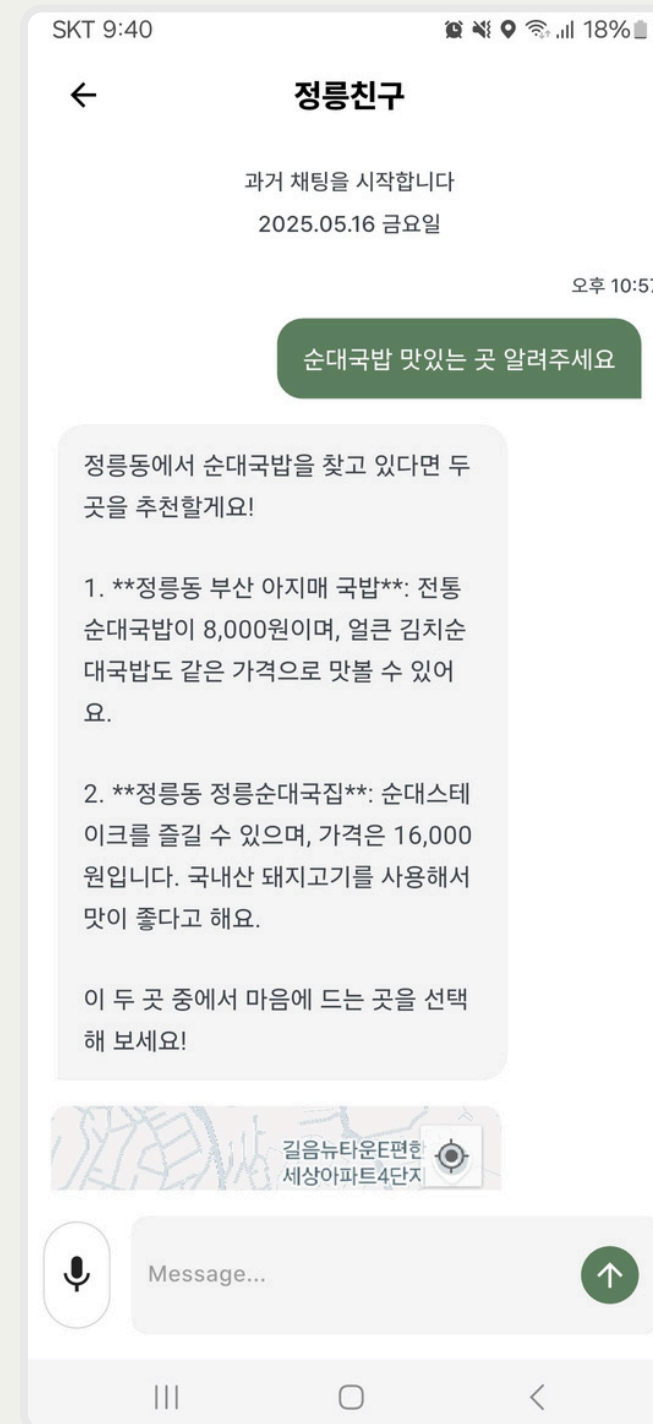 SKT 9:40
18%
정릉친구
과거 채팅을 시작합니다
2025.05.16 금요일
오후 10:57
순대국밥 맛있는 곳 알려주세요
정릉동에서 순대국밥을 찾고 있다면 두
곳을 추천할게요!
1. **정릉동 부산 아지매 국밥**: 전통
순대국밥이 8,000원이며, 얼큰 김치순
대국밥도 같은 가격으로 맛볼 수 있어
요.
2. **정릉동 정릉순대국집**: 순대스테
이크를 즐길 수 있으며, 가격은 16,000
원입니다. 국내산 돼지고기를 사용해서
맛이 좋다고 해요.
이 두 곳 중에서 마음에 드는 곳을 선택
해 보세요!
길음뉴타운E편한
세상아파트4단지
Message...